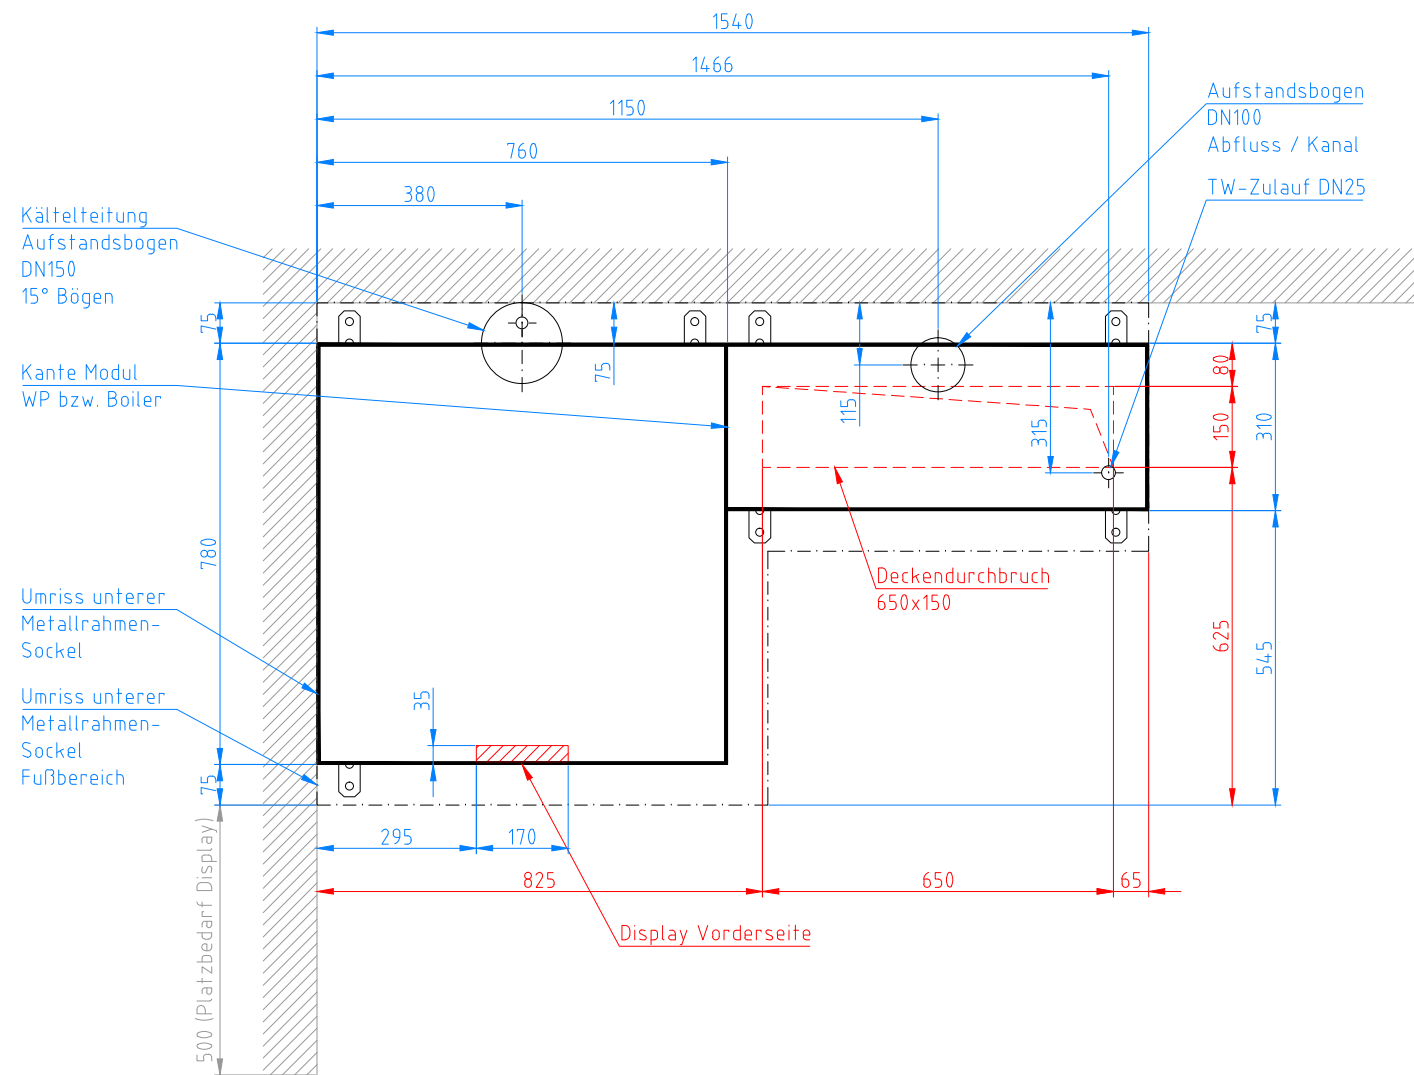 1540
1466
1150
760
380
Aufstandsbogen
DN100
Abfluss / Kanal
TW-Zulauf DN25
Kältelteitung
Aufstandsbogen
DN150
15° Bögen
75
75
75
80
115
315
150
310
Kante Modul
WP bzw. Boiler
780
Deckendurchbruch
650x150
Umriss unterer
Metallrahmen-
Sockel
625
545
35
Umriss unterer
Metallrahmen-
Sockel
Fußbereich
75
295
170
825
650
65
Display Vorderseite
500 (Platzbedarf Display)